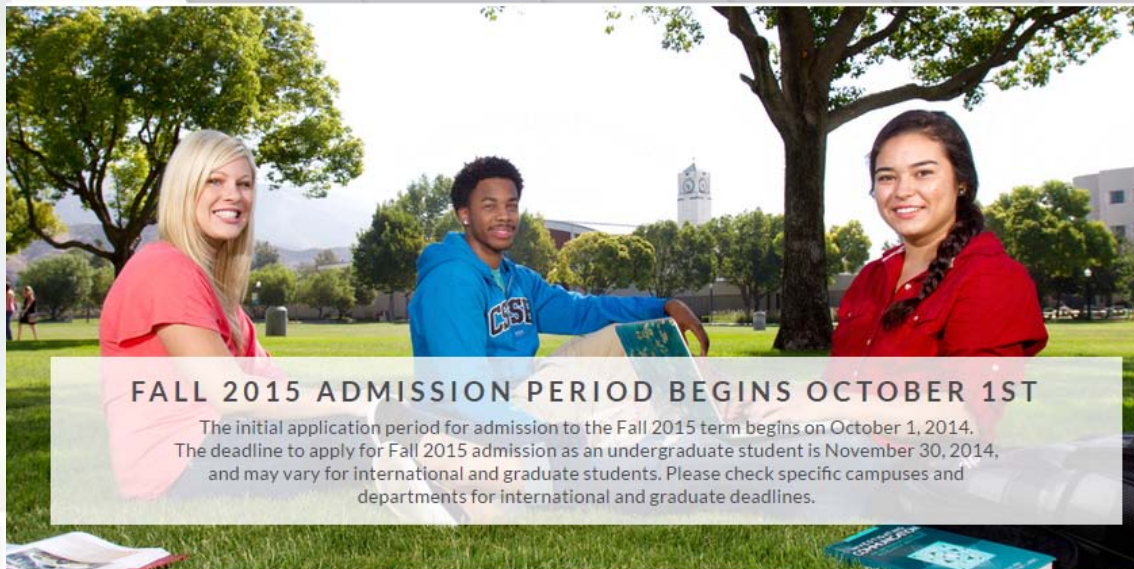 CSSB
FALL 2015 ADMISSION PERIOD BEGINS OCTOBER 1ST
The initial application period for admission to the Fall 2015 term begins on October 1, 2014.
The deadline to apply for Fall 2015 admission as an undergraduate student is November 30, 2014,
and may vary for international and graduate students. Please check specific campuses and
departments for international and graduate deadlines.
COMMUNICATION